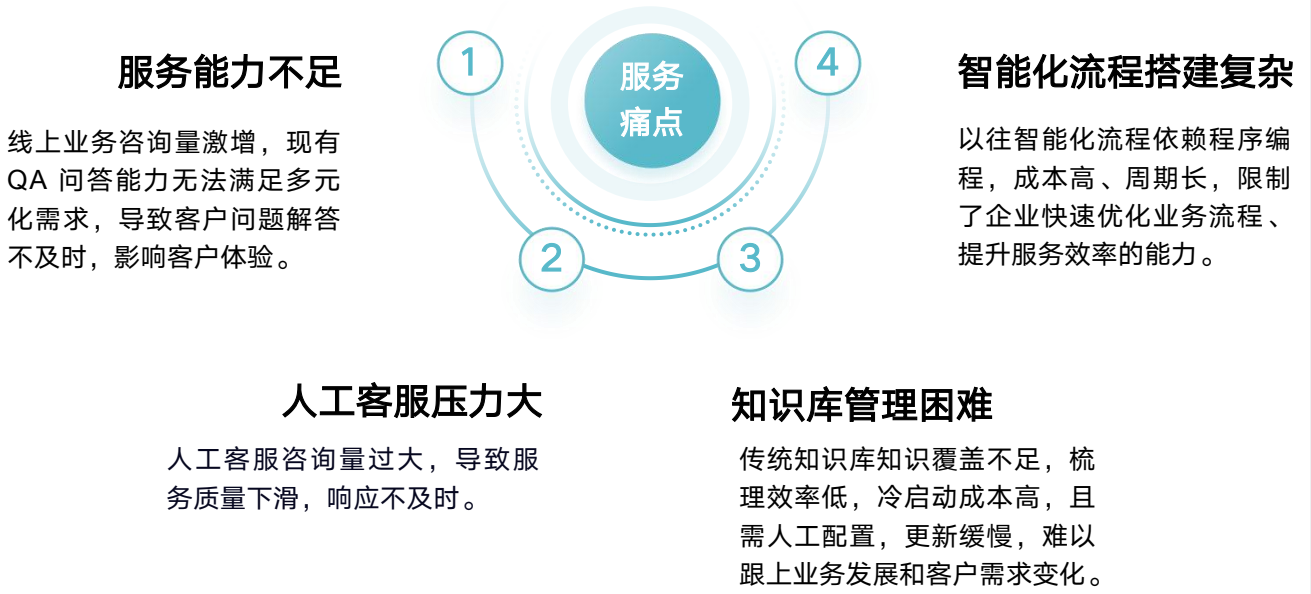 服务
痛点
1
服务能力不足
线上业务咨询量激增，现有
QA 问答能力无法满足多元
化需求，导致客户问题解答
不及时，影响客户体验。
2
人工客服压力大
人工客服咨询量过大，导致服
务质量下滑，响应不及时。
3
知识库管理困难
传统知识库知识覆盖不足，梳
理效率低，冷启动成本高，且
需人工配置，更新缓慢，难以
跟上业务发展和客户需求变化。
4
智能化流程搭建复杂
以往智能化流程依赖程序编
程，成本高、周期长，限制
了企业快速优化业务流程、
提升服务效率的能力。